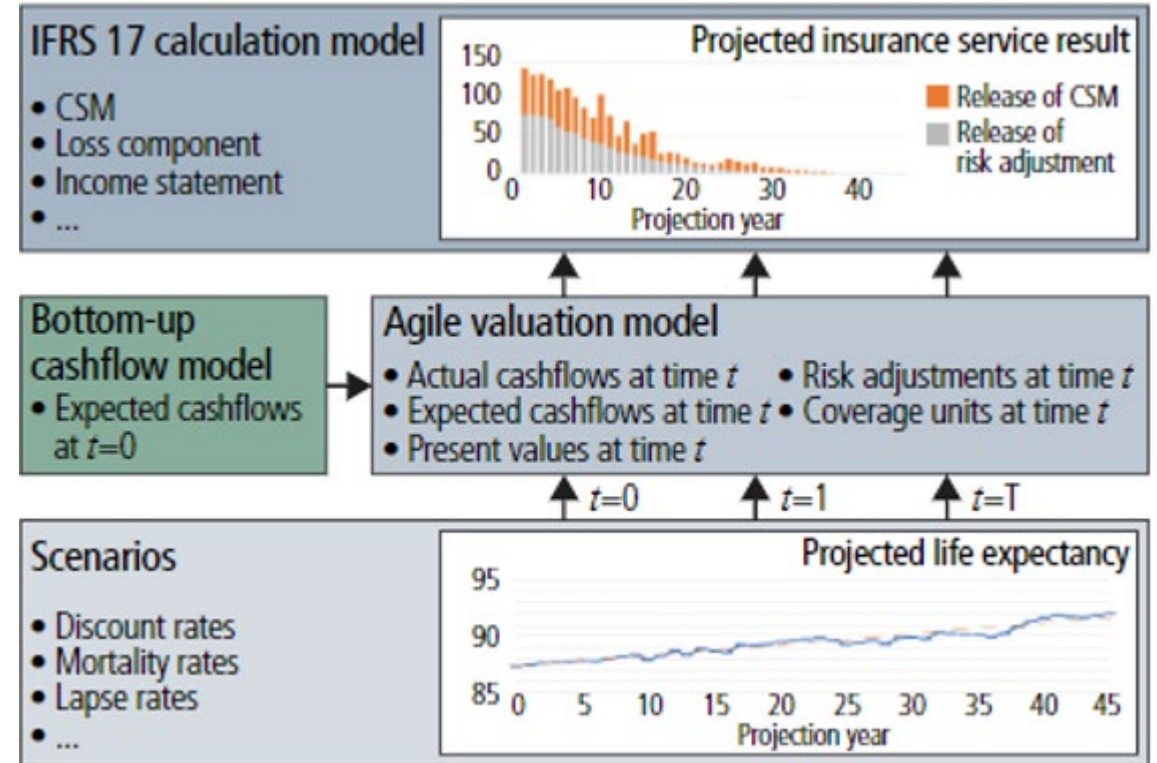 IFRS 17 calculation model
• CSM
• Loss component
• Income statement
• ...
Projected insurance service result
150
100
50
0
0 10 20 30 40
Projection year
Release of CSM
Release of
risk adjustment
Bottom-up
cashflow model
• Expected cashflows
at t=0
Agile valuation model
• Actual cashflows at time t
• Expected cashflows at time t
• Present values at time t
• Risk adjustments at time t
• Coverage units at time t
t=0
t=1
t=T
Scenarios
• Discount rates
• Mortality rates
• Lapse rates
• ...
Projected life expectancy
95
90
85
0 5 10 15 20 25 30 35 40 45
Projection year